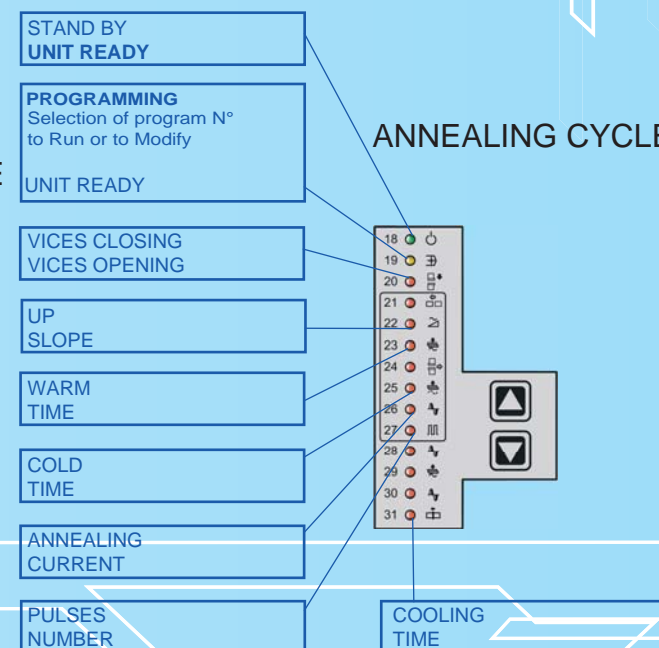 STAND BY
UNIT READY
PROGRAMMING
Selection of program N°
to Run or to Modify
UNIT READY
ANNEALING CYCLE
E
VICES CLOSING
VICES OPENING
UP
SLOPE
WARM
TIME
COLD
TIME
ANNEALING
CURRENT
PULSES
NUMBER
18
19
20
21
22
23
24
25
26
27
28
29
30
31
COOLING
TIME